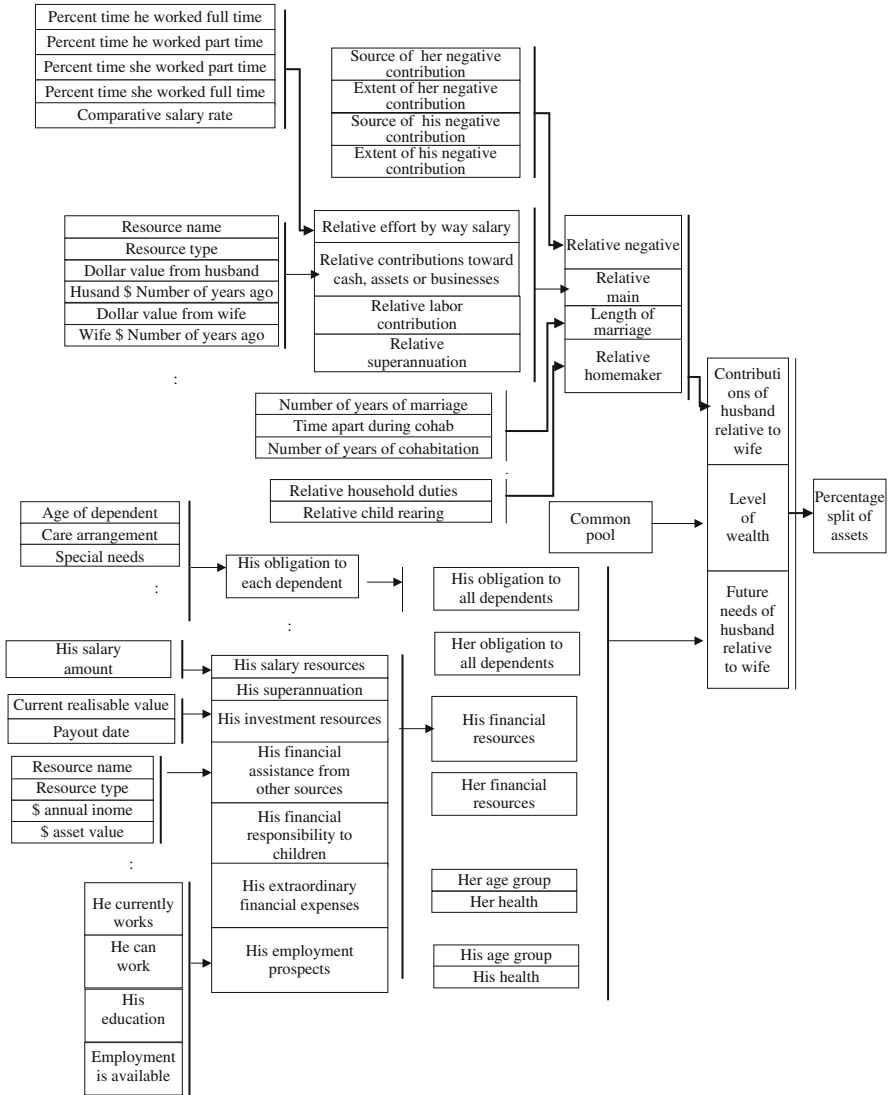 Percent time he worked full time
Percent time he worked part time
Percent time she worked part time
Percent time she worked full time
Comparative salary rate
Source of her negative
contribution
Extent of her negative
contribution
Source of his negative
contribution
Extent of his negative
contribution
Resource name
Resource type
Dollar value from husband
Husand $ Number of years ago
Dollar value from wife
Wife $ Number of years ago
:
Relative effort by way salary
Relative contributions toward
cash, assets or businesses
Relative labor
contribution
Relative
superannuation
Relative negative
Relative
main
Length of
marriage
Relative
homemaker
Number of years of marriage
Time apart during cohab
Number of years of cohabitation
:
Relative household duties
Relative child rearing
Contributi
ons of
husband
relative to
wife
Level
of
wealth
Future
needs of
husband
relative
to wife
Percentage
split of
assets
Common
pool
Age of dependent
Care arrangement
Special needs
:
His obligation to
each dependent
:
His obligation to
all dependents
Her obligation to
all dependents
His salary
amount
Current realisable value
Payout date
Resource name
Resource type
$ annual inome
$ asset value
:
His salary resources
His superannuation
His investment resources
His financial
assistance from
other sources
His financial
responsibility to
children
His extraordinary
financial expenses
His employment
prospects
His financial
resources
Her financial
resources
Her age group
Her health
His age group
His health
He currently
works
He can
work
His
education
Employment
is available